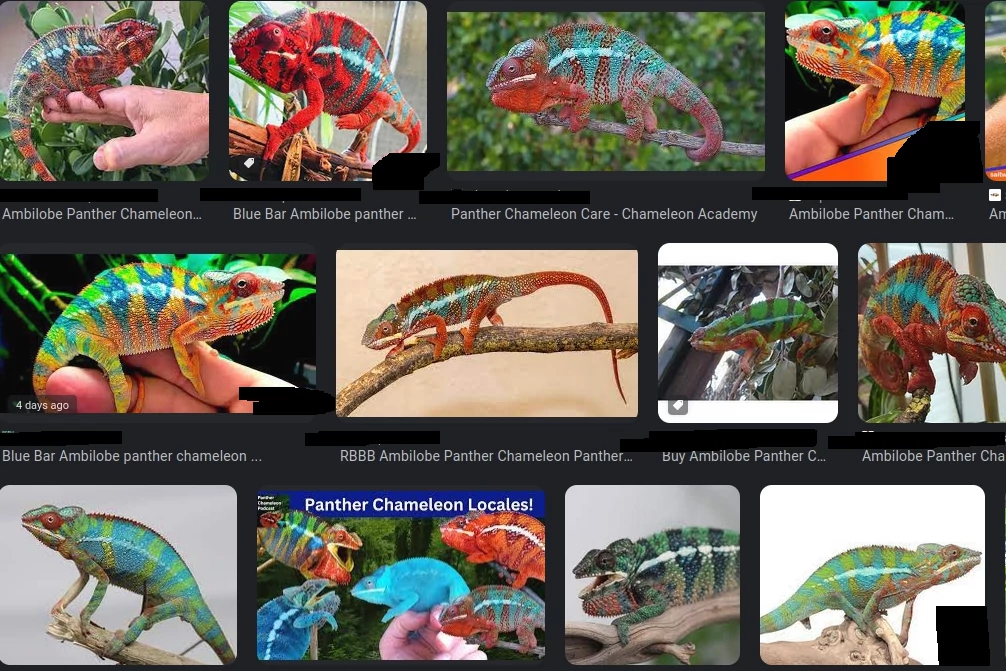 Ambilobe Panther Chameleon...
Blue Bar Ambilobe panther ...
Panther Chameleon Care - Chameleon Academy
Ambilobe Panther Cham...
Am
4 days ago
Blue Bar Ambilobe panther chameleon ...
RBBB Ambilobe Panther Chameleon Panther...
Buy Ambilobe Panther C...
Ambilobe Panther Cha
Panther
Chameleon
Podcast
Panther Chameleon Locales!